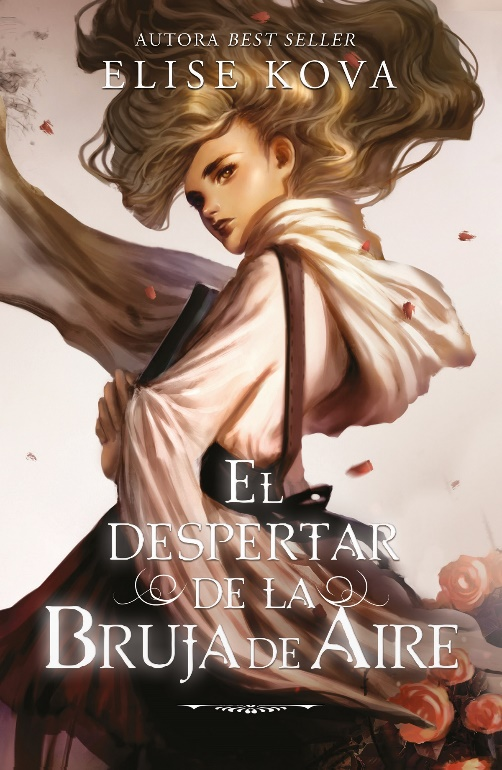 AUTORA BEST SELLER
ELISE KOVA
EL
DESPERTAR
DE LA
BRUJA DE AIRE